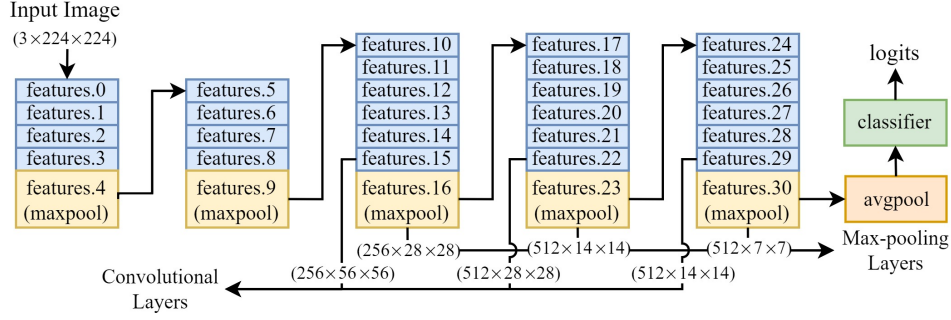 Input Image
(3×224×224)
features.0
features.1
features.2
features.3
features.4
(maxpool)
features.5
features.6
features.7
features.8
features.9
(maxpool)
features.10
features.11
features.12
features.13
features.14
features.15
features.16
(maxpool)
features.17
features.18
features.19
features.20
features.21
features.22
features.23
(maxpool)
features.24
features.25
features.26
features.27
features.28
features.29
features.30
(maxpool)
logits
classifier
avgpool
(256×28×28)
(512×14×14)
(512×7×7)
Max-pooling
Layers
(256×56×56)
(512×28×28)
(512×14×14)
Convolutional
Layers